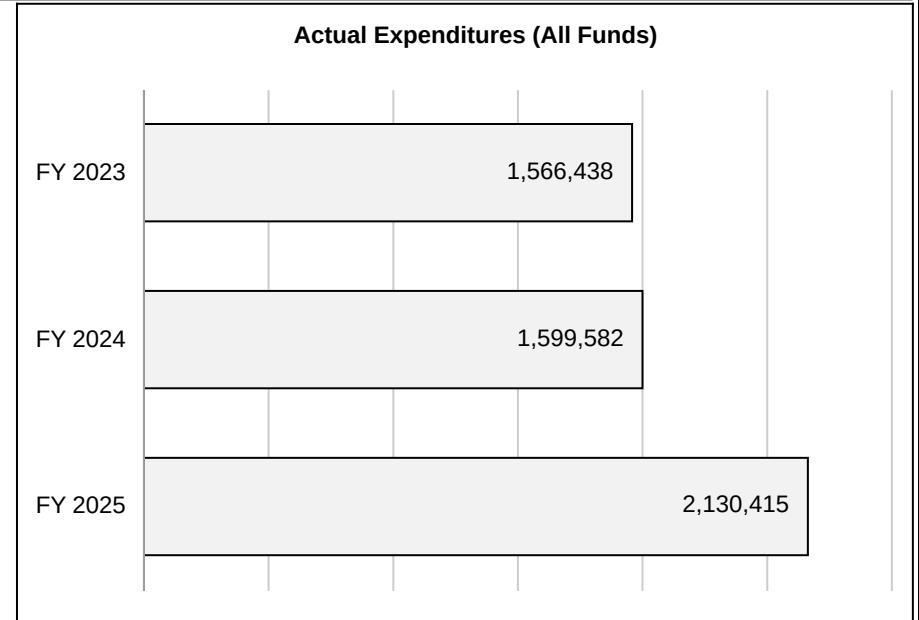 Actual Expenditures (All Funds)
FY 2023 1,566,438
FY 2024 1,599,582
FY 2025 2,130,415